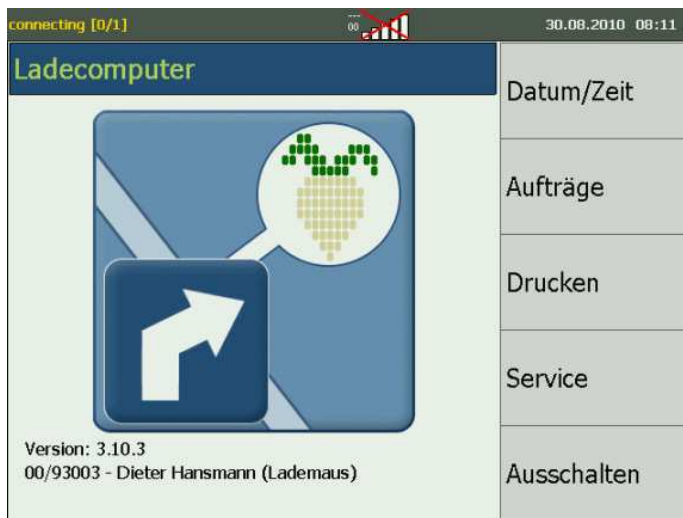 connecting [0/1]
---
00
30.08.2010 08:11
Ladecomputer
Datum/Zeit
Aufträge
Drucken
Service
Ausschalten
Version: 3.10.3
00/93003 - Dieter Hansmann (Lademaus)